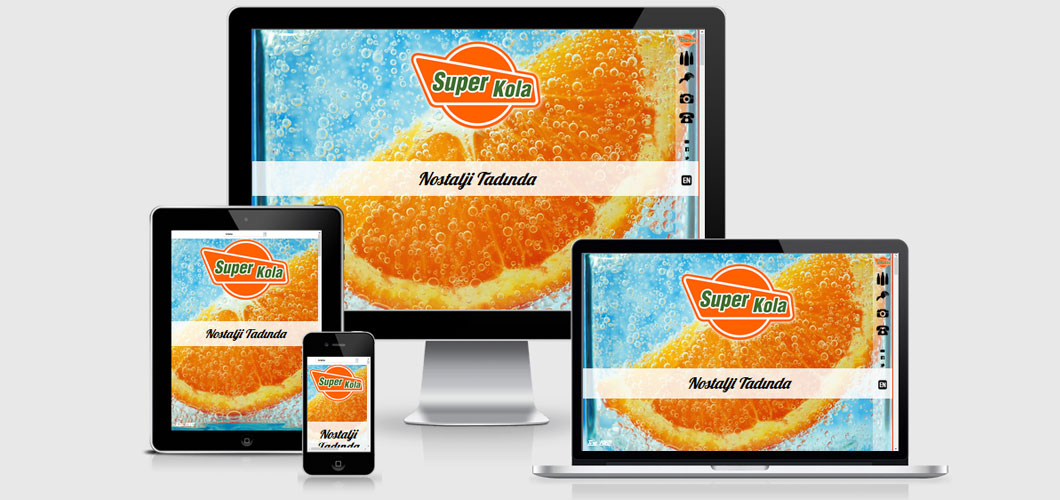 Super Kola
Nostalji Tadında
EN
Super Kola
Nostalji Tadında
Super Kola
Nostalji
Tadında
Super Kola
Nostalji Tadında
EN